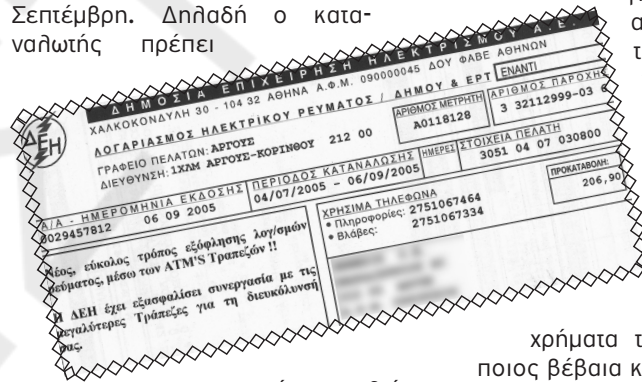 Σεπτέμβρη. Δηλαδή ο κατα-
ναλωτής πρέπει
ΔΕΗ
ΔΗΜΟΣΙΑ ΕΠΙΧΕΙΡΗΣΗ ΗΛΕΚΤΡΙΣΜΟΥ Α.Ε.
ΧΑΛΚΟΚΟΝΔΥΛΗ 30 - 104 32 ΑΘΗΝΑ Α.Φ.Μ. 090000045 ΔΟΥ ΦΑΒΕ ΑΘΗΝΩΝ
ΛΟΓΑΡΙΑΣΜΟΣ ΗΛΕΚΤΡΙΚΟΥ ΡΕΥΜΑΤΟΣ / ΔΗΜΟΥ & ΕΡΤ ΕΝΑΝΤΙ
ΓΡΑΦΕΙΟ ΠΕΛΑΤΩΝ: ΑΡΓΟΥΣ
ΔΙΕΥΘΥΝΣΗ: 1ΧΛΜ ΑΡΓΟΥΣ-ΚΟΡΙΝΘΟΥ 212 00
ΑΡΙΘΜΟΣ ΜΕΤΡΗΤΗ
Α0118128
ΑΡΙΘΜΟΣ ΠΑΡΟΧΗΣ
3 32112999-03
Α/Α - ΗΜΕΡΟΜΗΝΙΑ ΕΚΔΟΣΗΣ
0029457812 06 09 2005
ΠΕΡΙΟΔΟΣ ΚΑΤΑΝΑΛΩΣΗΣ
04/07/2005 - 06/09/2005
ΗΜΕΡΕΣ
ΣΤΟΙΧΕΙΑ ΠΕΛΑΤΗ
3051 04 07 030800
Νέος, εύκολος τρόπος εξόφλησης λογ/σμών
ρεύματος, μέσω των ATM'S Τραπεζών !!
Η ΔΕΗ έχει εξασφαλίσει συνεργασία με τις
μεγαλύτερες Τράπεζες για τη διευκόλυνσή
σας.
ΧΡΗΣΙΜΑ ΤΗΛΕΦΩΝΑ
• Πληροφορίες: 2751067464
• Βλάβες: 2751067334
ΠΡΟΚΑΤΑΒΟΛΗ:
206,90
χρήματα
ποιος βέβαια